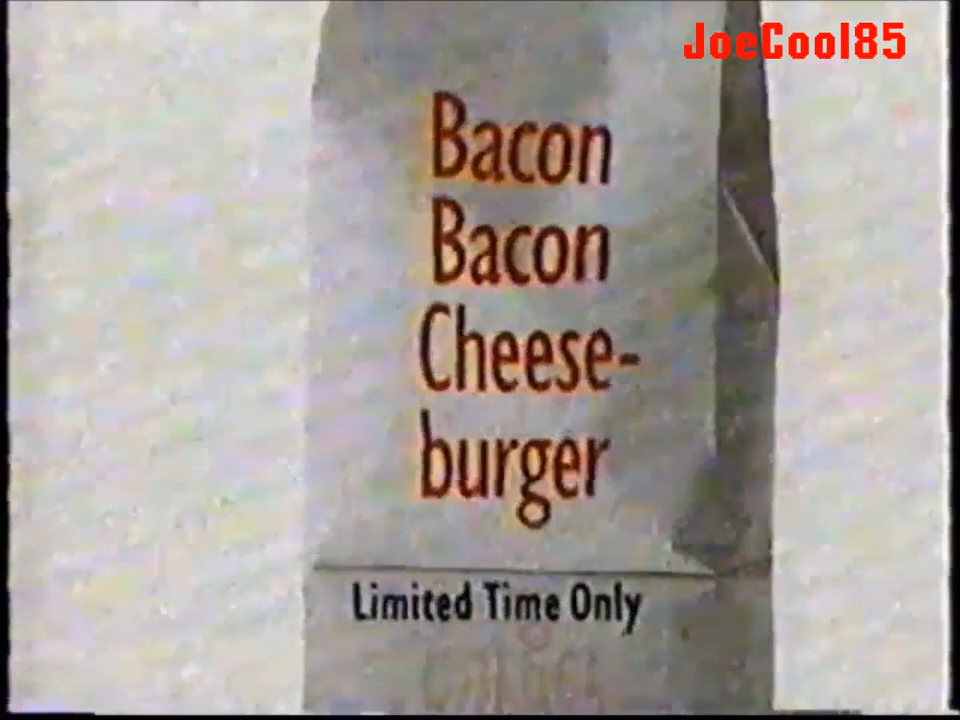 JoeCool85
Bacon
Bacon
Cheese-
burger
Limited Time Only